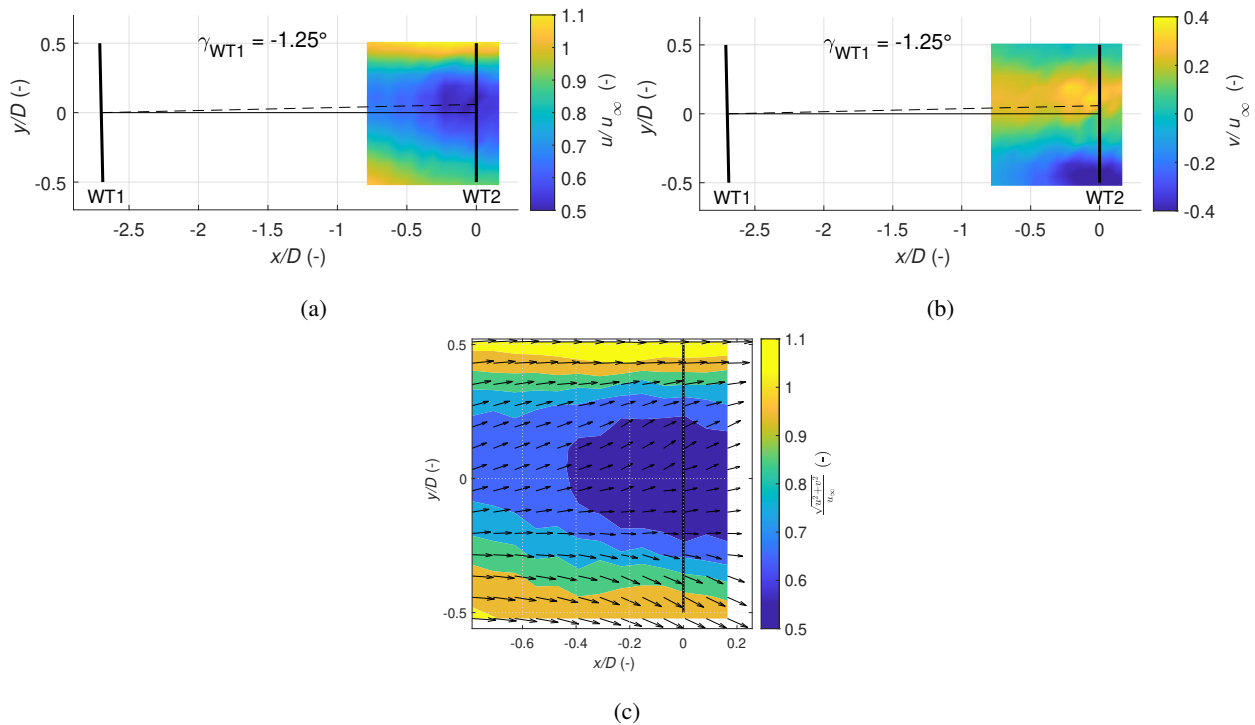 γWT1 = -1.25°
0.5
0
-0.5
y/D (-)
WT1
WT2
-2.5 -2 -1.5 -1 -0.5 0
x/D (-)
1.1
1
0.9
0.8
0.7
0.6
0.5
u/ u∞ (-)
(a)
γWT1 = -1.25°
0.5
0
-0.5
y/D (-)
WT1
WT2
-2.5 -2 -1.5 -1 -0.5 0
x/D (-)
0.4
0.2
0
-0.2
-0.4
v/ u∞ (-)
(b)
0.5
0
-0.5
y/D (-)
-0.6 -0.4 -0.2 0 0.2
x/D (-)
1.1
1
0.9
0.8
0.7
0.6
0.5
√u²+v²/u∞ (-)
(c)